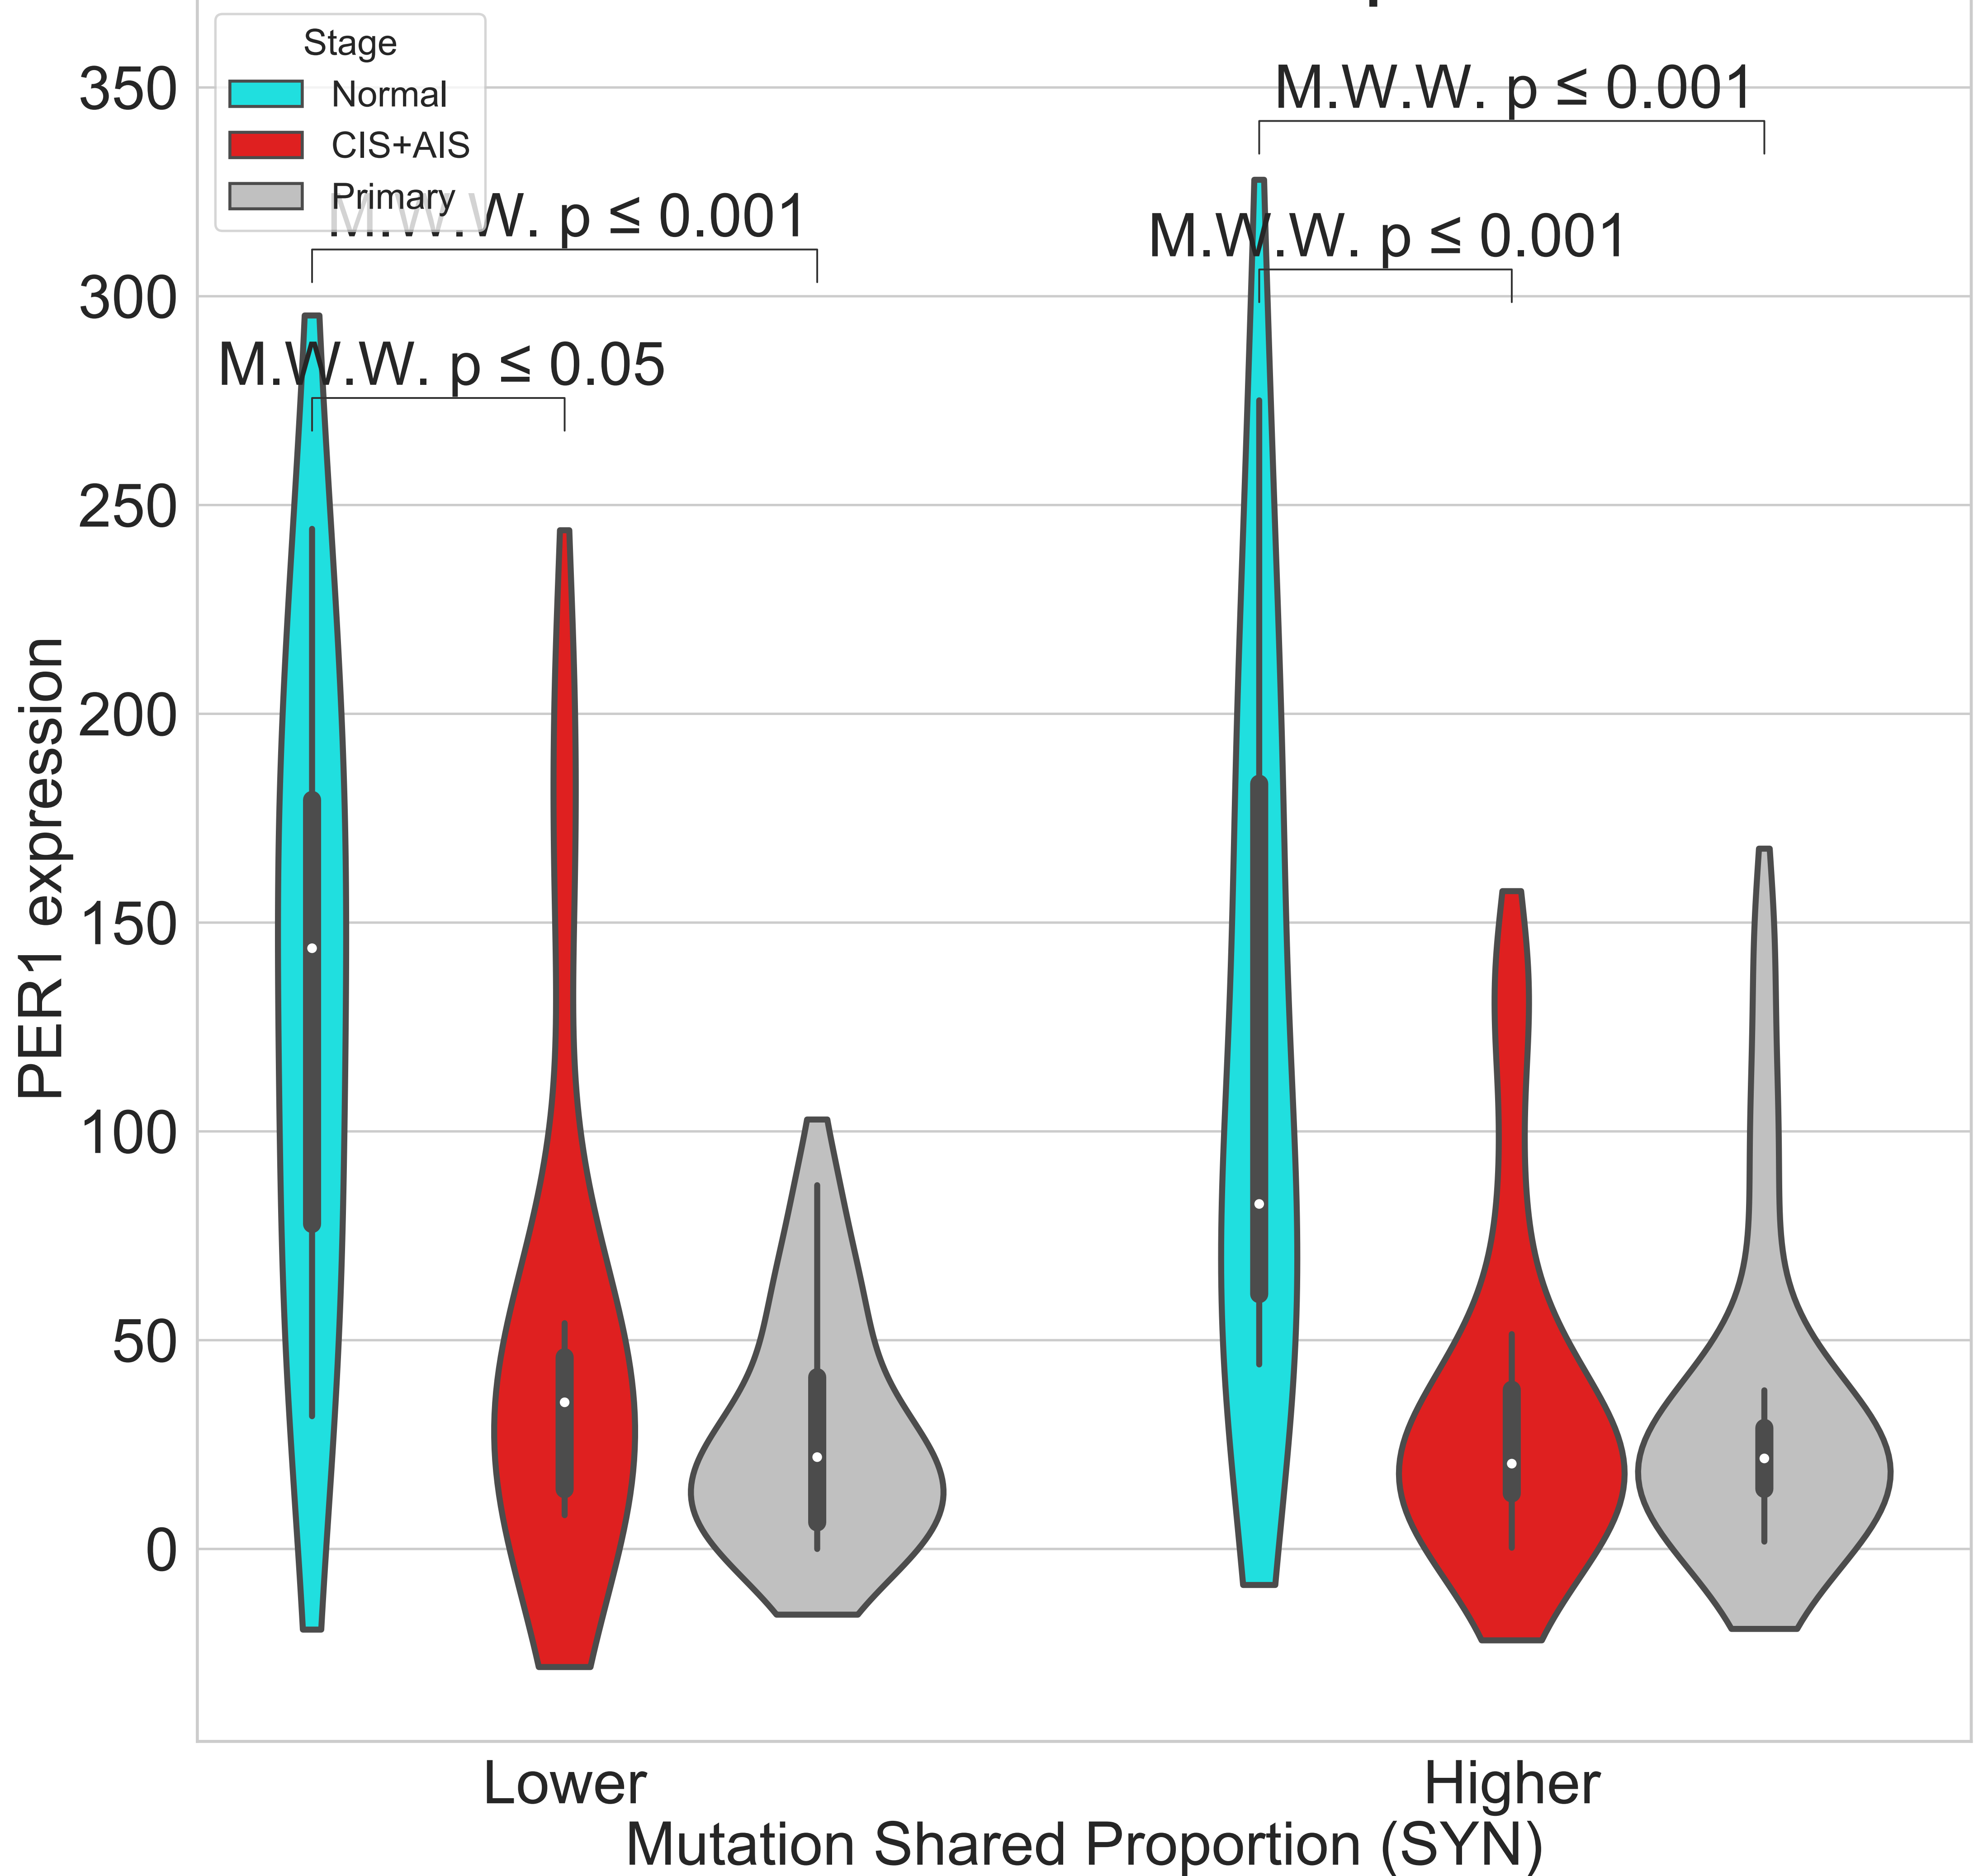 Stage
Normal
CIS+AIS
Primary
M.W.W. p ≤ 0.001
M.W.W. p ≤ 0.001
M.W.W. p ≤ 0.001
M.W.W. p ≤ 0.05
350
300
250
200
150
100
50
0
PER1 expression
Lower
Higher
Mutation Shared Proportion (SYN)